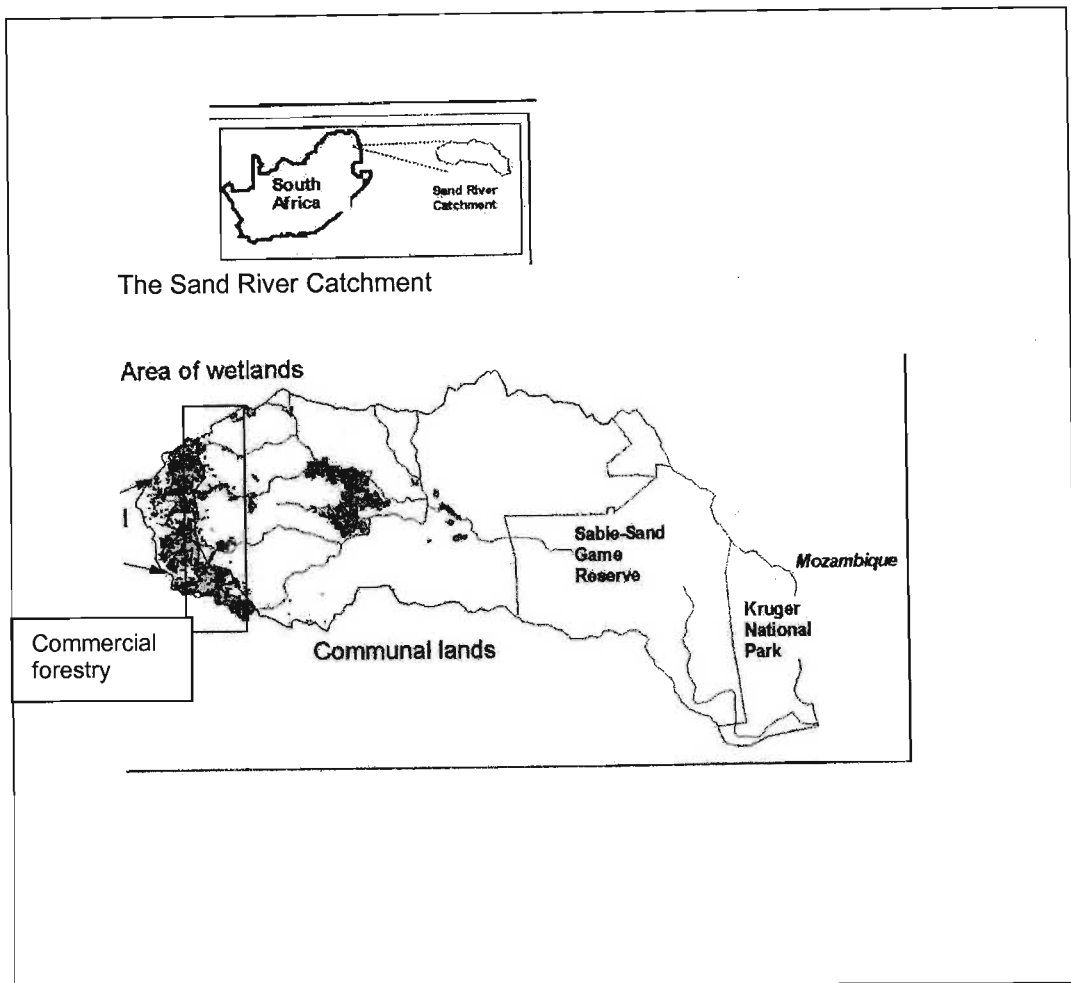 South
Africa
Sand River
Catchment
The Sand River Catchment
Area of wetlands
Sabie-Sand
Game
Reserve
Mozambique
Kruger
National
Park
Commercial
forestry
Communal lands